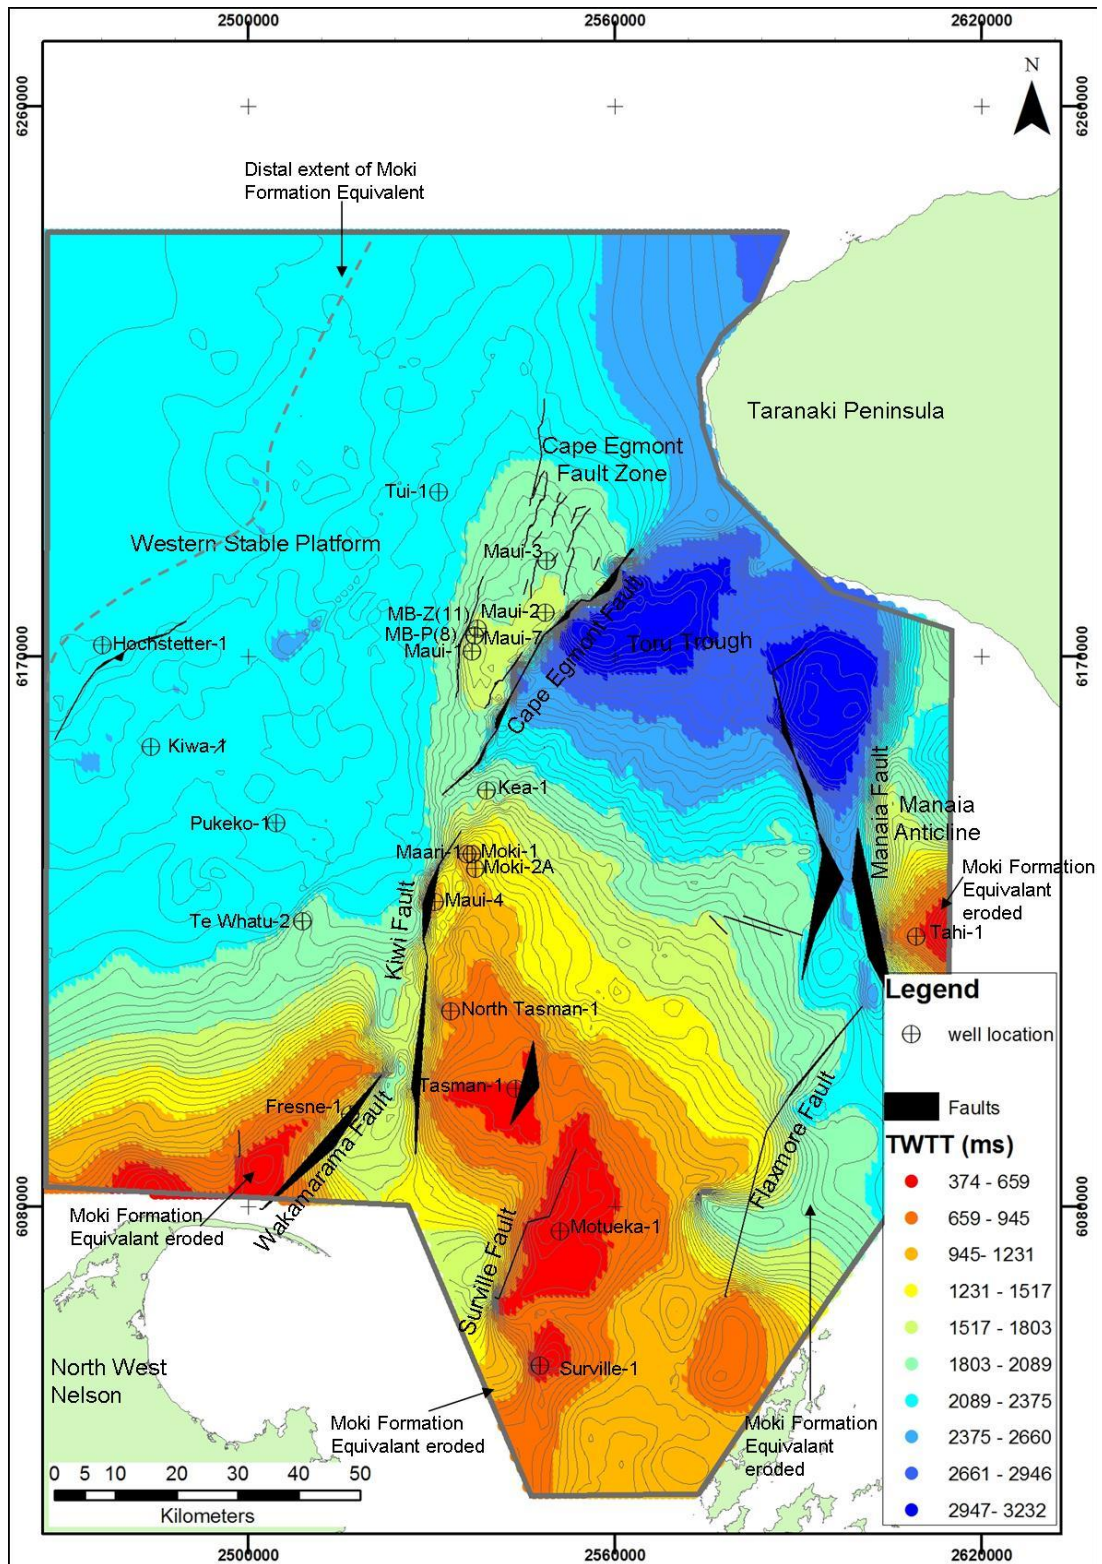 2500000
2560000
2620000
6260000
6260000
N
Distal extent of Moki
Formation Equivalent
Taranaki Peninsula
Cape Egmont
Fault Zone
Tui-1
Western Stable Platform
Maui-3
MB-Z(11)
Maui-2
MB-P(8)
Maui-7
Maui-1
Toru Trough
Cape Egmont Fault
Hochstetter-1
6170000
6170000
Kiwa-1
Kea-1
Pukeko-1
Manaia Fault
Manaia
Anticline
Maari-1
Moki-1
Moki-2A
Moki Formation
Equivalant
eroded
Maui-4
Te Whatu-2
Tahi-1
Kiwi Fault
North Tasman-1
Tasman-1
Fresne-1
Wakamarama Fault
Flaxmore Fault
Moki Formation
Equivalant eroded
6080000
6080000
Motueka-1
Surville Fault
Surville-1
North West
Nelson
Moki Formation
Equivalant eroded
Moki Formation
Equivalant
eroded
Legend
well location
Faults
TWTT (ms)
374 - 659
659 - 945
945- 1231
1231 - 1517
1517 - 1803
1803 - 2089
2089 - 2375
2375 - 2660
2661 - 2946
2947- 3232
0 5 10 20 30 40 50
Kilometers
2500000
2560000
2620000